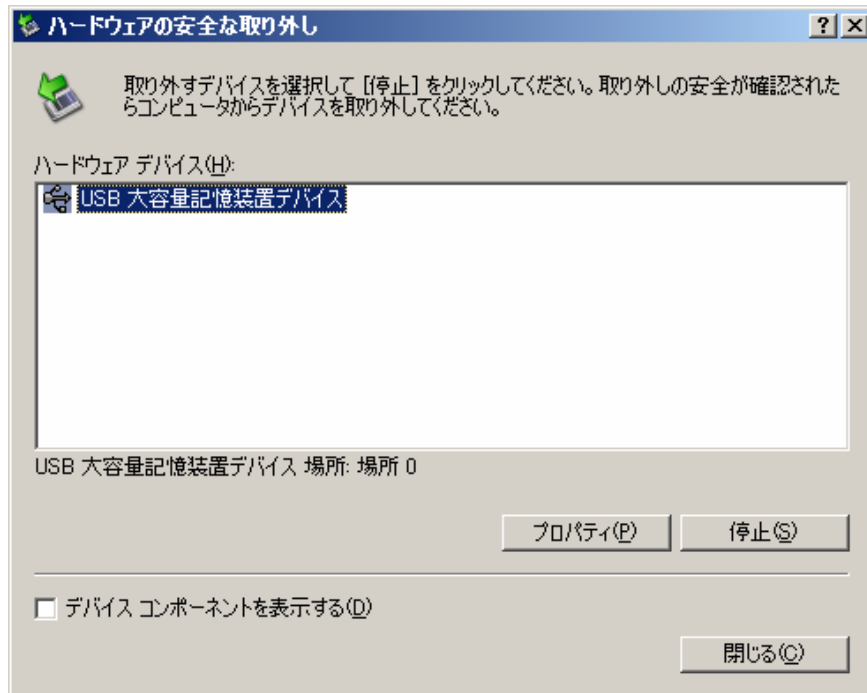 ハードウェアの安全な取り外し
取り外すデバイスを選択して [停止] をクリックしてください。取り外しの安全が確認された
らコンピュータからデバイスを取り外してください。
ハードウェア デバイス(H):
USB 大容量記憶装置デバイス
USB 大容量記憶装置デバイス 場所: 場所 0
プロパティ(P) 停止(S)
デバイス コンポーネントを表示する(D)
閉じる(C)